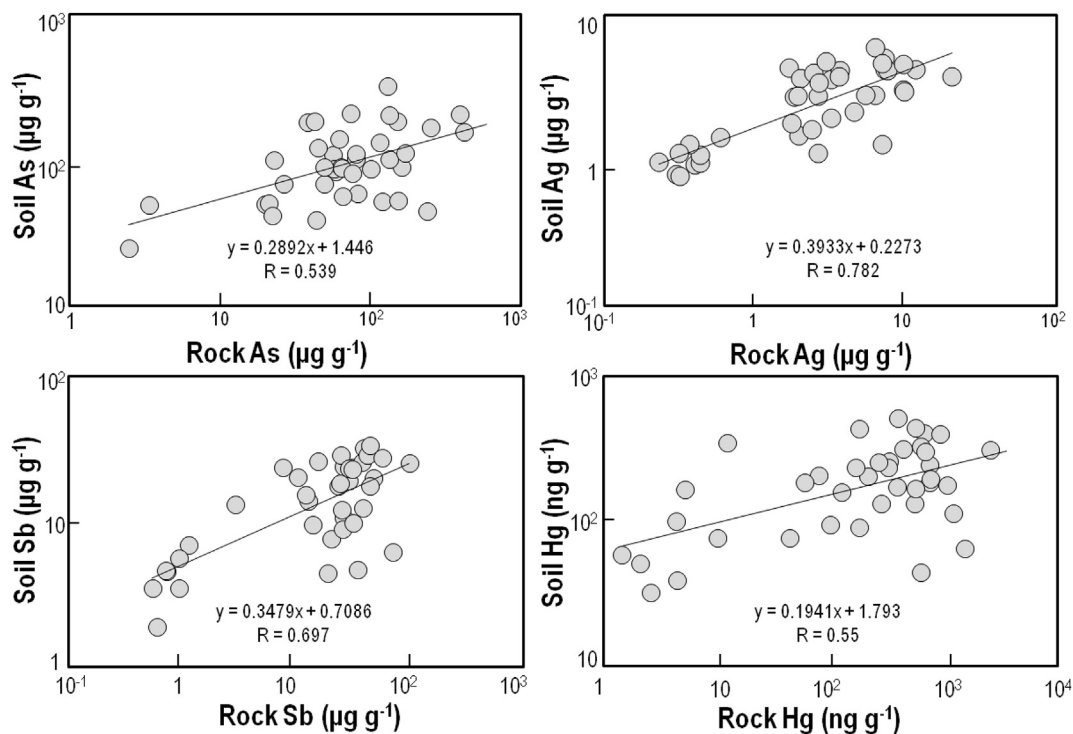 10³
10²
10
Soil As (µg g⁻¹)
y = 0.2892x + 1.446
R = 0.539
1
10
10²
10³
Rock As (µg g⁻¹)
10
1
10⁻¹
Soil Ag (µg g⁻¹)
y = 0.3933x + 0.2273
R = 0.782
10⁻¹
1
10
10²
Rock Ag (µg g⁻¹)
10²
10
1
Soil Sb (µg g⁻¹)
y = 0.3479x + 0.7086
R = 0.697
10⁻¹
1
10
10²
10³
Rock Sb (µg g⁻¹)
10³
10²
10
Soil Hg (ng g⁻¹)
y = 0.1941x + 1.793
R = 0.55
1
10
10²
10³
10⁴
Rock Hg (ng g⁻¹)